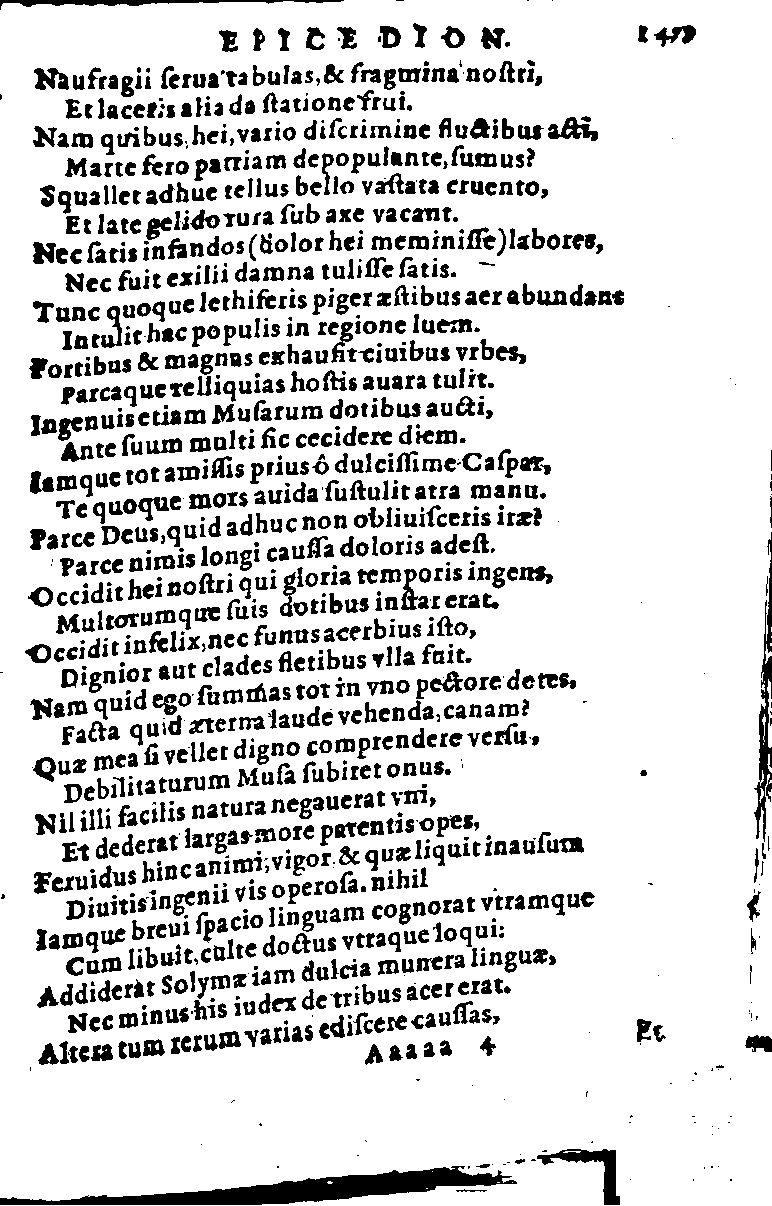 EPICEDION. 1459
Naufragii ſerua tabulas, & fragmina noſtri,
Et laceris alia da ſtatione frui.
Nam quibus, hei, vario diſcrimine fluctibus acti,
Marte fero patriam depopulante, ſumus?
Squallet adhuc tellus bello vaſtata cruento,
Et late gelido rura ſub axe vacant.
Nec ſatis infandos (dolor hei meminiſſe) labores,
Nec fuit exilii damna tuliſſe ſatis.
Tunc quoque lethiferis piger æſtibus aer abundans
Intulit hac populis in regione luem.
Fortibus & magnas exhauſit ciuibus vrbes,
Parcaque relliquias hoſtis auara tulit.
Ingenuis etiam Muſarum dotibus aucti,
Ante ſuum multi ſic cecidere diem.
Iamque tot amiſſis prius ô dulciſſime Caſpar,
Te quoque mors auida ſuſtulit atra manu.
Parce Deus, quid adhuc non obliuiſceris iræ?
Parce nimis longi cauſſa doloris adeſt.
Occidit hei noſtri qui gloria temporis ingens,
Multorumque ſuis dotibus inſtar erat.
Occidit infelix, nec funus acerbius iſto,
Dignior aut clades fletibus vlla fuit.
Nam quid ego ſummas tot in vno pectore dotes,
Facta quid æterna laude vehenda, canam?
Quæ mea ſi vellet digno comprendere verſu,
Debilitaturum Muſa ſubiret onus.
Nil illi facilis natura negauerat vni,
Et dederat largas more parentis opes,
Feruidus hinc animi, vigor & quæ liquit inauſum
Diuitis ingenii vis operoſa. nihil
Iamque breui ſpacio linguam cognorat vtramque
Cum libuit, culte doctus vtraque loqui:
Addiderat Solymæ iam dulcia munera linguæ,
Nec minus his iudex de tribus acer erat.
Altera tum rerum varias ediſcere cauſſas,
Aaaaa 4 Et